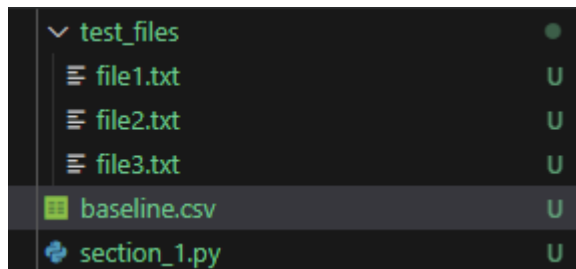 test_files
file1.txt U
file2.txt U
file3.txt U
baseline.csv U
section_1.py U